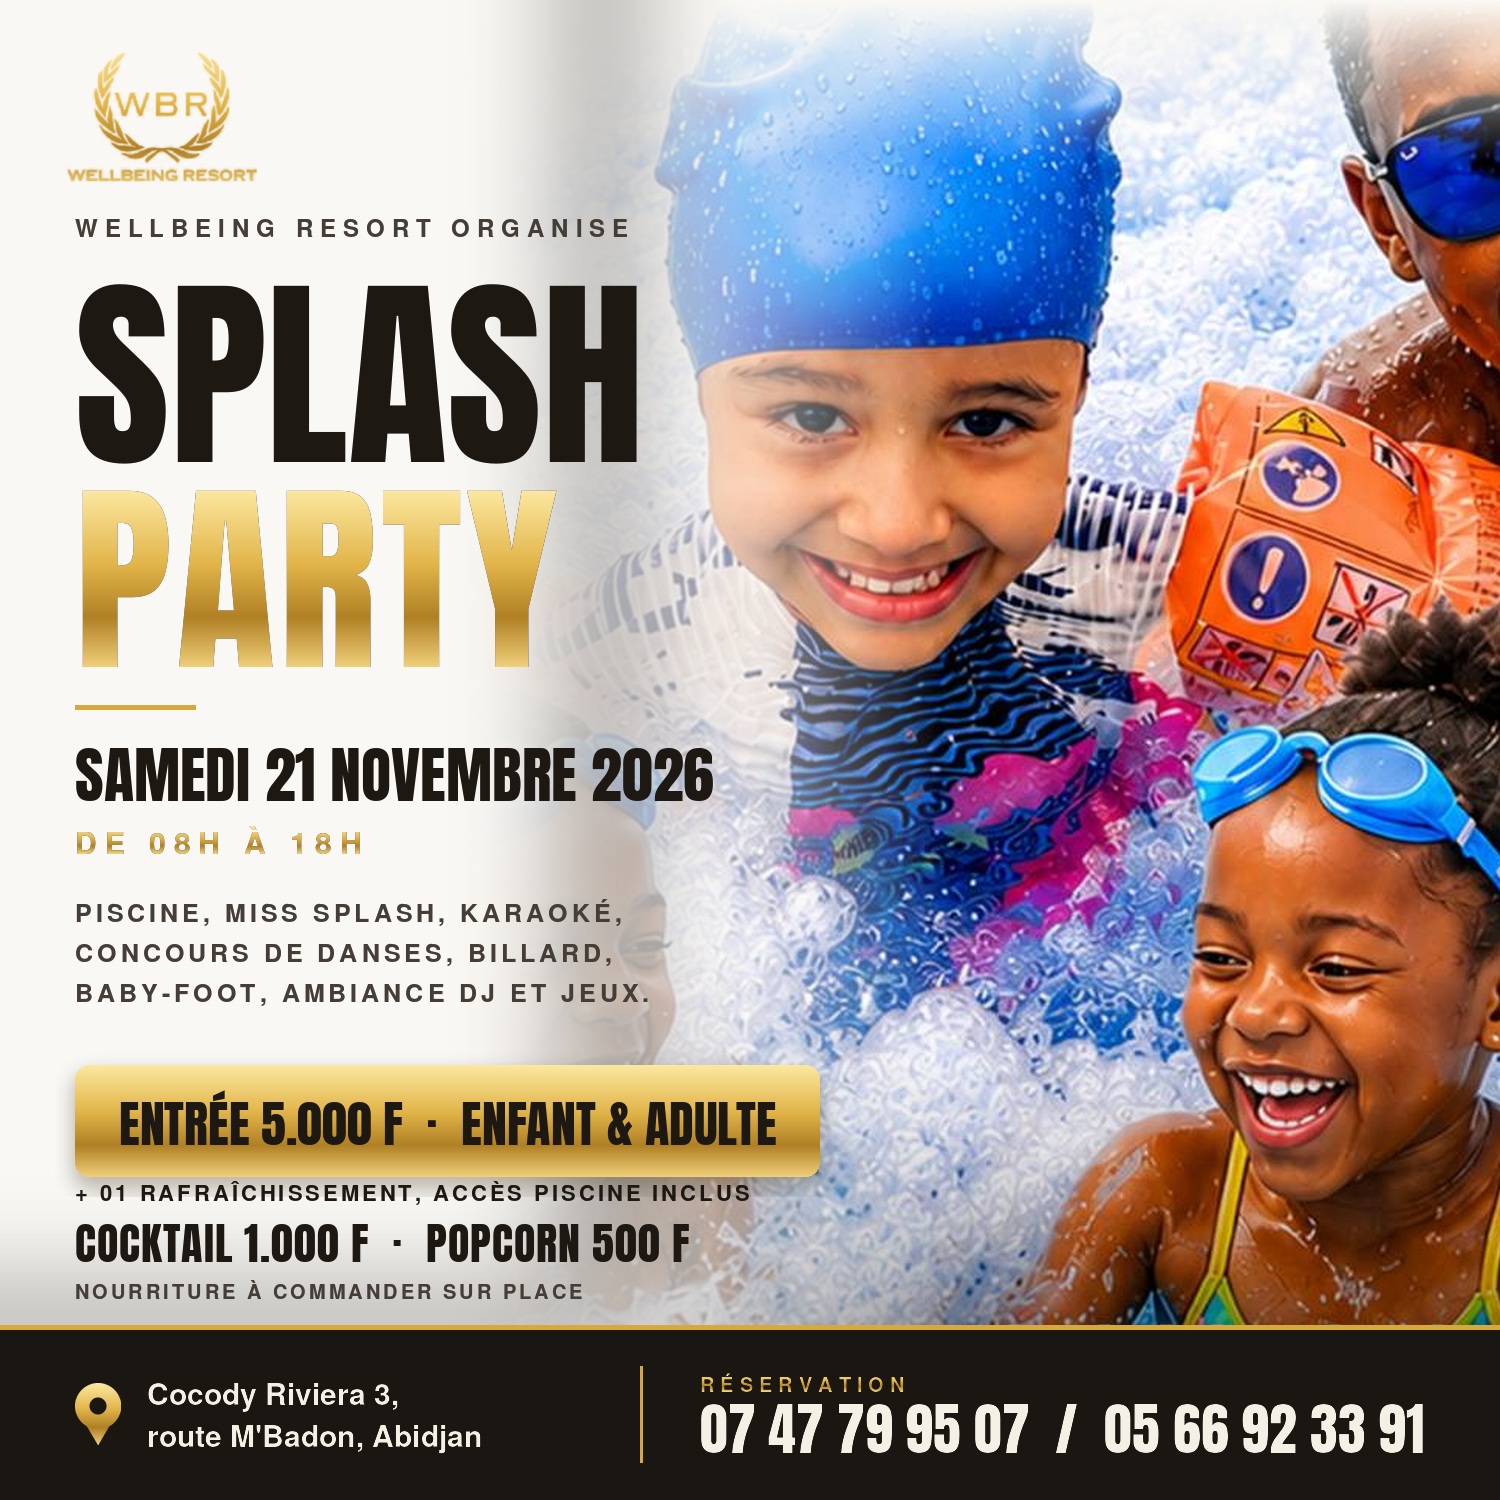 WBR
WELLBEING RESORT
WELLBEING RESORT ORGANISE
SPLASH
PARTY
SAMEDI 21 NOVEMBRE 2026
DE 08H À 18H
PISCINE, MISS SPLASH, KARAOKÉ,
CONCOURS DE DANSES, BILLARD,
BABY-FOOT, AMBIANCE DJ ET JEUX.
ENTRÉE 5.000 F · ENFANT & ADULTE
+ 01 RAFRAÎCHISSEMENT, ACCÈS PISCINE INCLUS
COCKTAIL 1.000 F · POPCORN 500 F
NOURRITURE À COMMANDER SUR PLACE
Cocody Riviera 3,
route M'Badon, Abidjan
RÉSERVATION
07 47 79 95 07 / 05 66 92 33 91